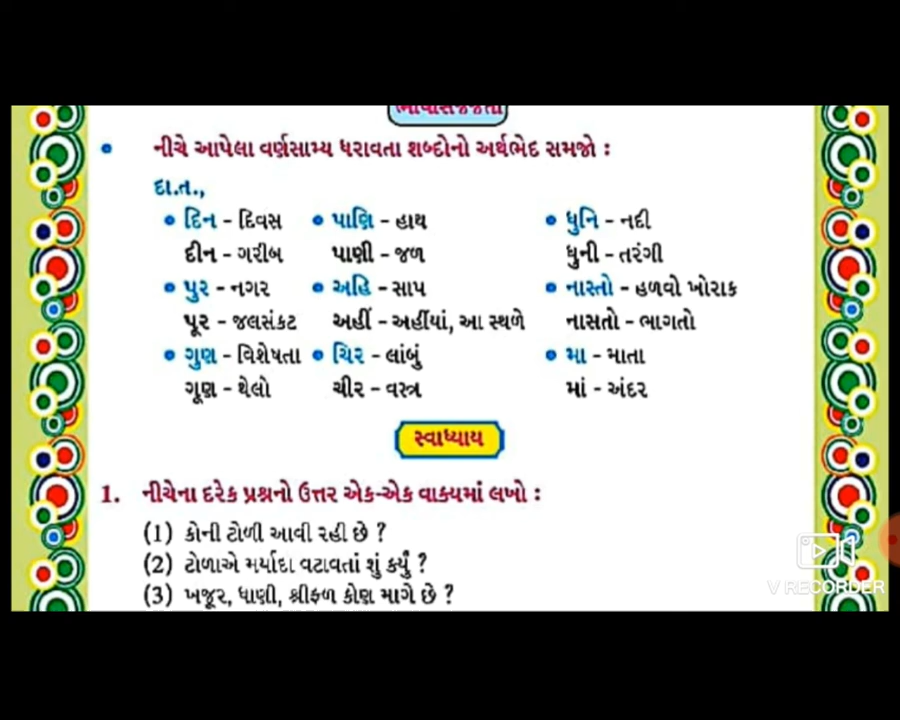 ભાષાસજ્જતા
• નીચે આપેલા વર્ણસામ્ય ધરાવતા શબ્દોનો અર્થભેદ સમજો :
દા.ત.,
• દિન – દિવસ • પાણિ – હાથ • ધુનિ – નદી
દીન – ગરીબ પાણી – જળ ધુની – તરંગી
• પુર – નગર • અહિ – સાપ • નાસ્તો – હળવો ખોરાક
પૂર – જલસંકટ અહીં – અહીંયાં, આ સ્થળે નાસતો – ભાગતો
• ગુણ – વિશેષતા • ચિર – લાંબું • મા – માતા
ગૂણ – થેલો ચીર – વસ્ત્ર માં – અંદર
સ્વાધ્યાય
1. નીચેના દરેક પ્રશ્નનો ઉત્તર એક-એક વાક્યમાં લખો :
(1) કોની ટોળી આવી રહી છે ?
(2) ટોળાએ મર્યાદા વટાવતાં શું કર્યું ?
(3) ખજૂર, ધાણી, શ્રીફળ કોણ માગે છે ?
V RECORDER